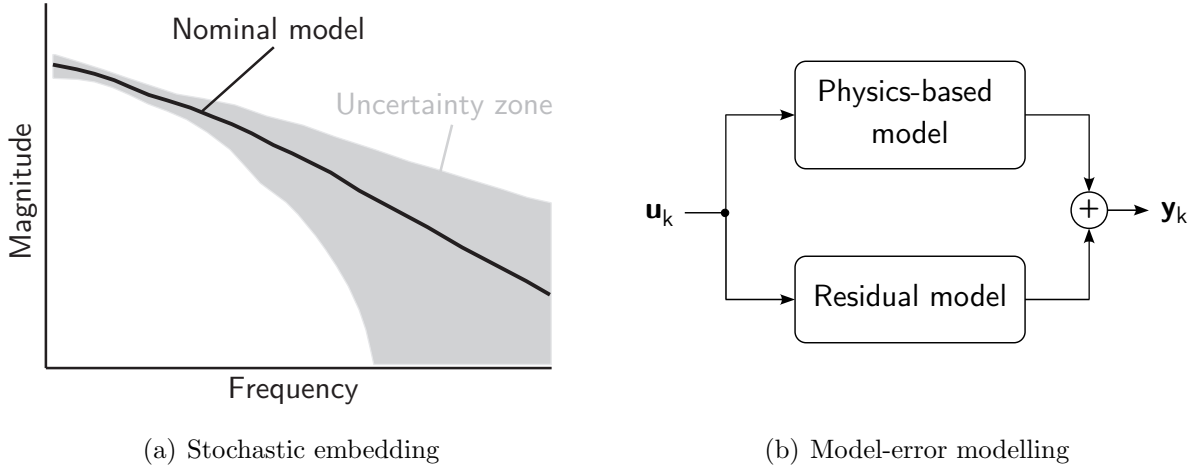 Nominal model
Uncertainty zone
Magnitude
Frequency
(a) Stochastic embedding
Physics-based
model
u_k
+
y_k
Residual model
(b) Model-error modelling